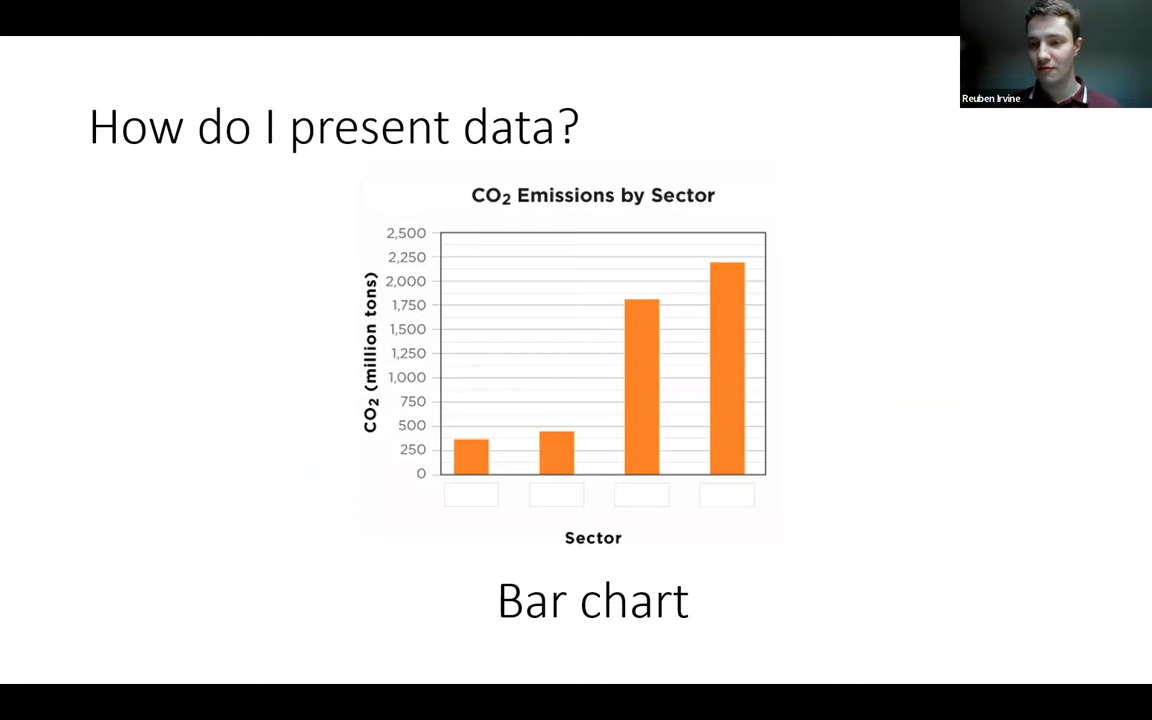 Reuben Irvine
How do I present data?
CO₂ Emissions by Sector
CO₂ (million tons)
2,500
2,250
2,000
1,750
1,500
1,250
1,000
750
500
250
0
Sector
Bar chart